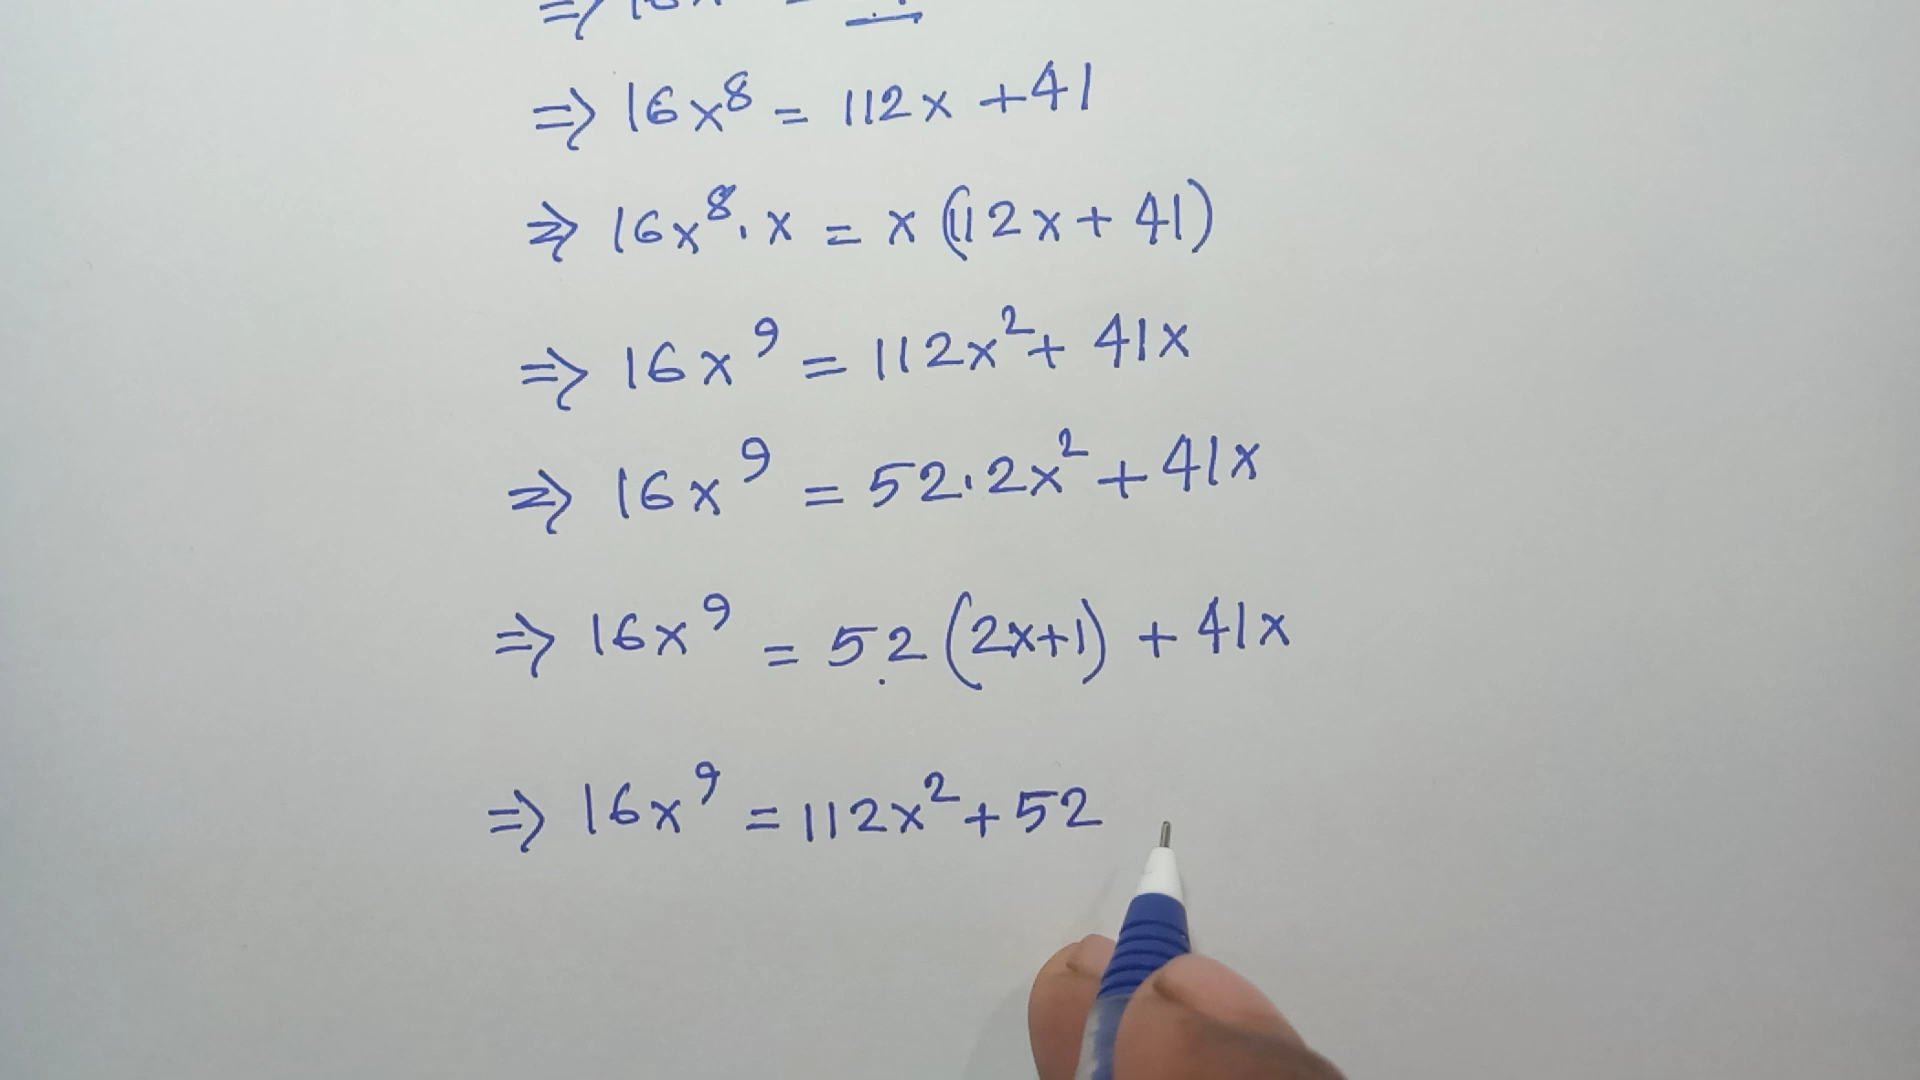 ⇒ 16x⁸ = 112x + 41
⇒ 16x⁸ . x = x (112x + 41)
⇒ 16x⁹ = 112x² + 41x
⇒ 16x⁹ = 52.2x² + 41x
⇒ 16x⁹ = 52 (2x+1) + 41x
⇒ 16x⁹ = 112x² + 52